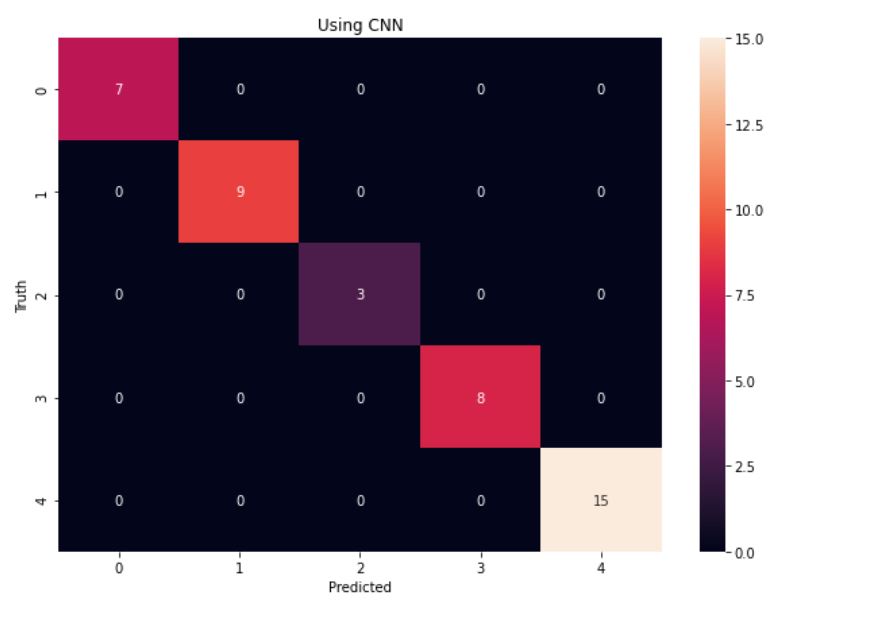 Using CNN
0 7 0 0 0 0
1 0 9 0 0 0
2 0 0 3 0 0
3 0 0 0 8 0
4 0 0 0 0 15
0 1 2 3 4
Predicted
Truth
15.0
12.5
10.0
7.5
5.0
2.5
0.0